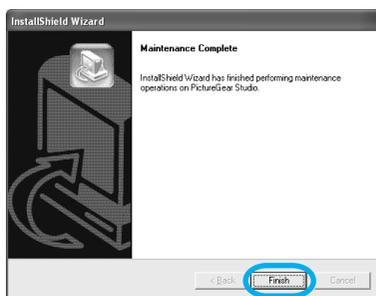 InstallShield Wizard
Maintenance Complete
InstallShield Wizard has finished performing maintenance
operations on PictureGear Studio.
< Back Finish Cancel